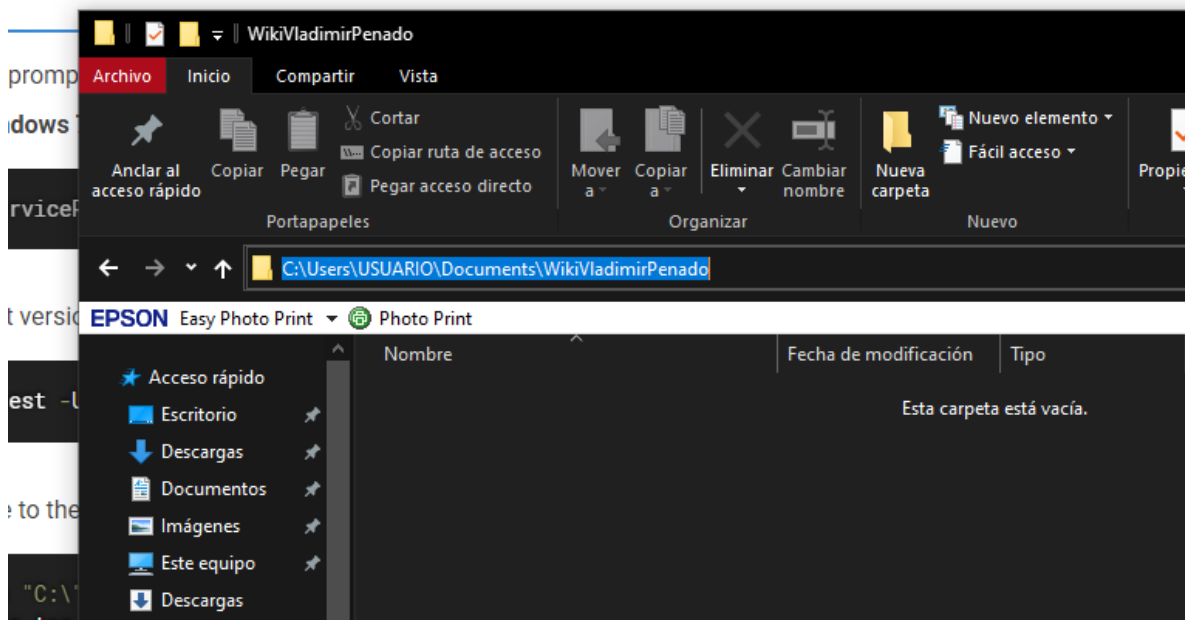 WikiVladimirPenado
Archivo Inicio Compartir Vista
promp
dows
rviceP
t versio
est -U
e to the
"C:\
Anclar al
acceso rápido
Copiar
Pegar
Cortar
Copiar ruta de acceso
Pegar acceso directo
Portapapeles
Mover
a
Copiar
a
Eliminar
Cambiar
nombre
Organizar
Nueva
carpeta
Nuevo elemento
Fácil acceso
Nuevo
Propie
C:\Users\USUARIO\Documents\WikiVladimirPenado
EPSON Easy Photo Print Photo Print
Nombre Fecha de modificación Tipo
Esta carpeta está vacía.
Acceso rápido
Escritorio
Descargas
Documentos
Imágenes
Este equipo
Descargas